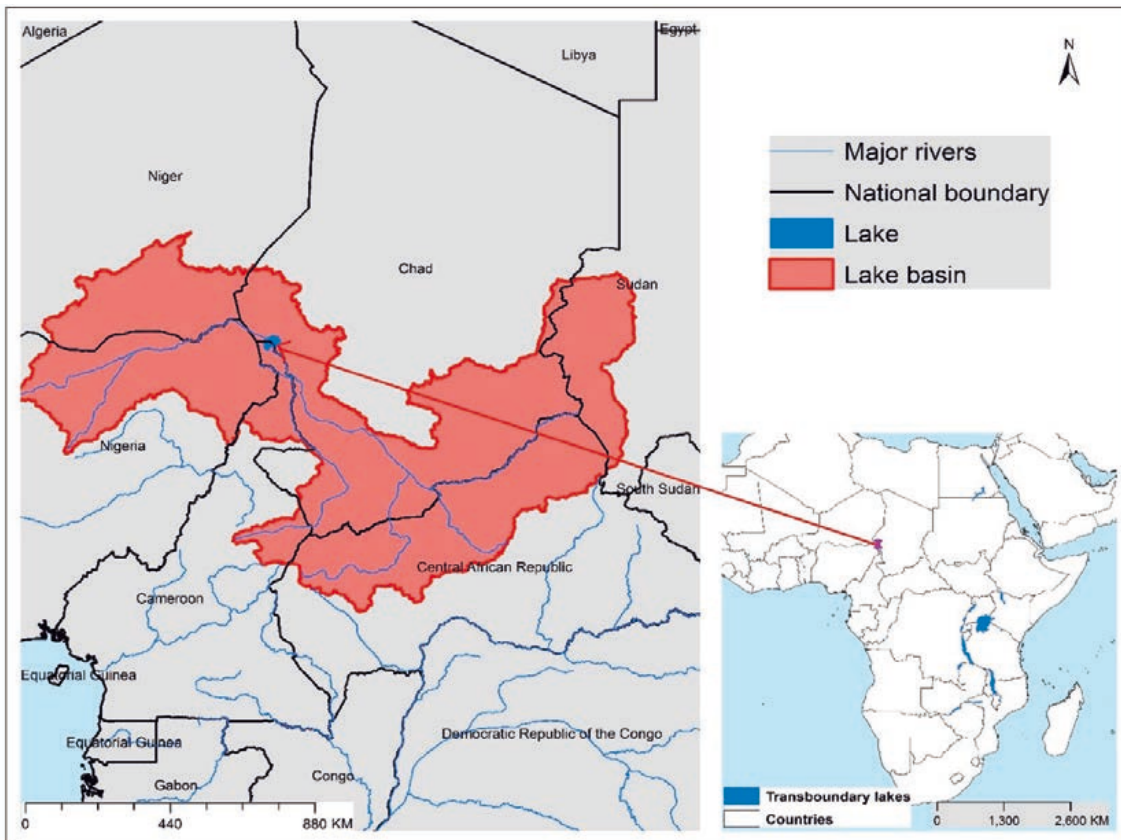 Algeria
Egypt
Libya
N
Niger
Chad
Sudan
Nigeria
South Sudan
Central African Republic
Cameroon
Equatorial Guinea
Equatorial Guinea
Democratic Republic of the Congo
Gabon
Congo
0 440 880 KM
Major rivers
National boundary
Lake
Lake basin
Transboundary lakes
Countries
0 1,300 2,600 KM